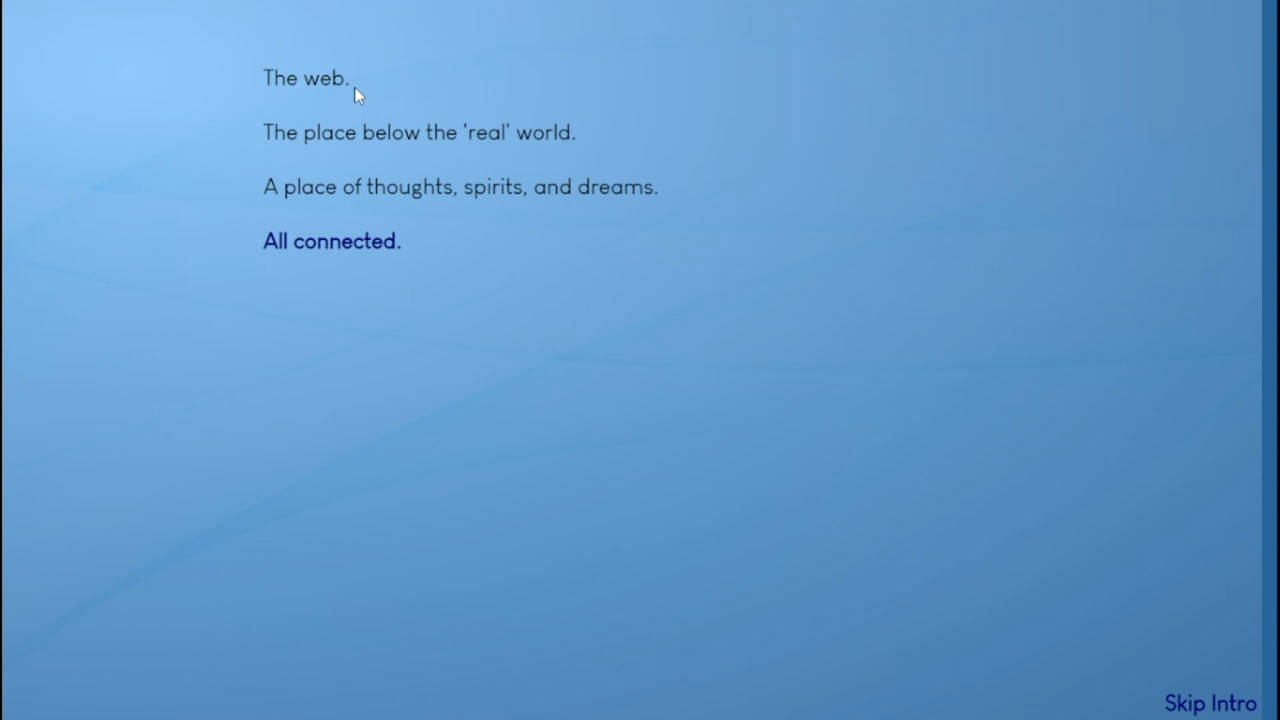 The web.
The place below the 'real' world.
A place of thoughts, spirits, and dreams.
All connected.
Skip Intro